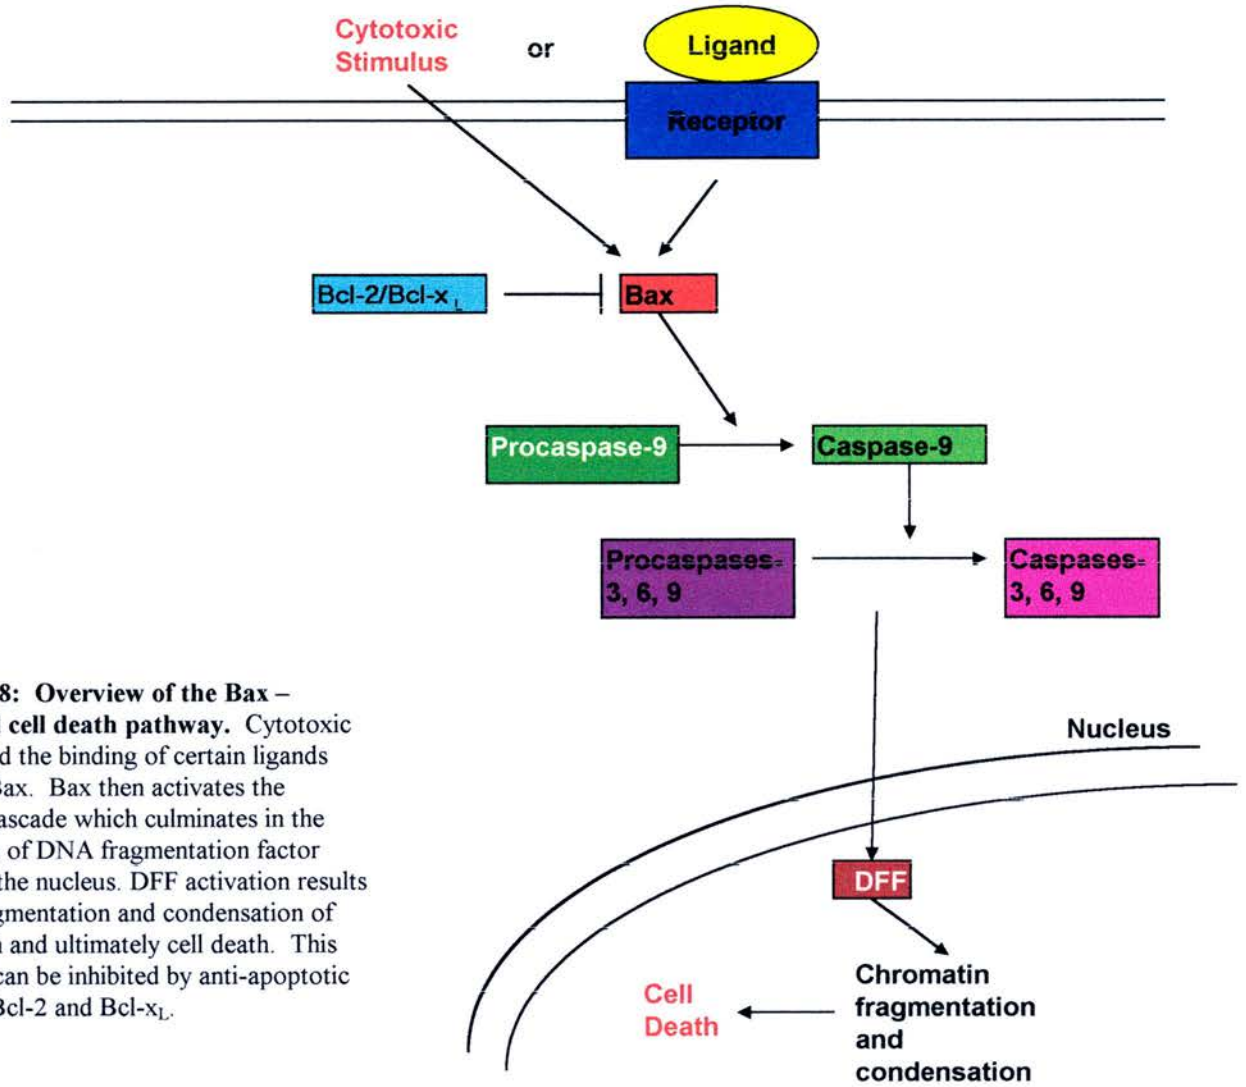 Cytotoxic
Stimulus
or
Ligand
Receptor
Bcl-2/Bcl-x L
Bax
Procaspase-9
Caspase-9
Procaspases-
3, 6, 9
Caspases-
3, 6, 9
Nucleus
DFF
Chromatin
fragmentation
and
condensation
Cell
Death
8: Overview of the Bax –
cell death pathway. Cytotoxic
the binding of certain ligands
Bax. Bax then activates the
which culminates in the
of DNA fragmentation factor
the nucleus. DFF activation results
and condensation of
and ultimately cell death. This
can be inhibited by anti-apoptotic
Bcl-2 and Bcl-xL.